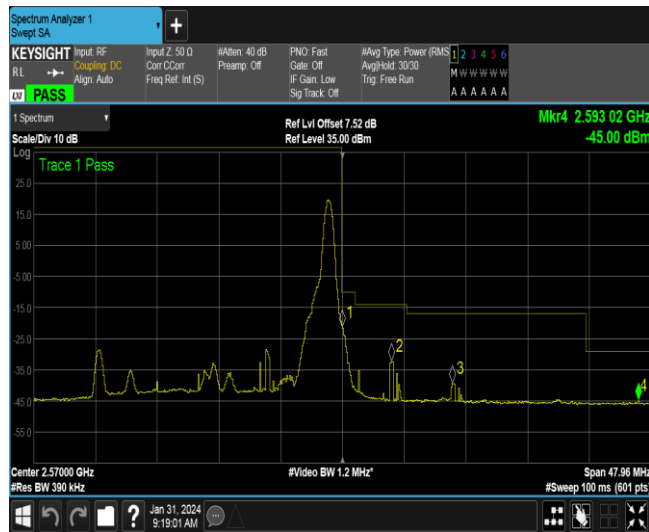 Spectrum Analyzer 1
Swept SA
KEYSIGHT
RL
LXI PASS
Input: RF
Coupling: DC
Align: Auto
Input Z: 50 Ω
Corr CCorr
Freq Ref: Int (S)
#Atten: 40 dB
Preamp: Off
PNO: Fast
Gate: Off
IF Gain: Low
Sig Track: Off
#Avg Type: Power (RMS
Avg|Hold: 30/30
Trig: Free Run
1 2 3 4 5 6
M W W W W W
A A A A A A
1 Spectrum
Scale/Div 10 dB
Ref Lvl Offset 7.52 dB
Ref Level 35.00 dBm
Mkr4 2.593 02 GHz
-45.00 dBm
Log
Trace 1 Pass
25.0
15.0
5.00
-5.00
-15.0
-25.0
-35.0
-45.0
-55.0
1
2
3
4
Center 2.57000 GHz
#Res BW 390 kHz
#Video BW 1.2 MHz*
Span 47.96 MHz
#Sweep 100 ms (601 pts)
?
Jan 31, 2024
9:19:01 AM